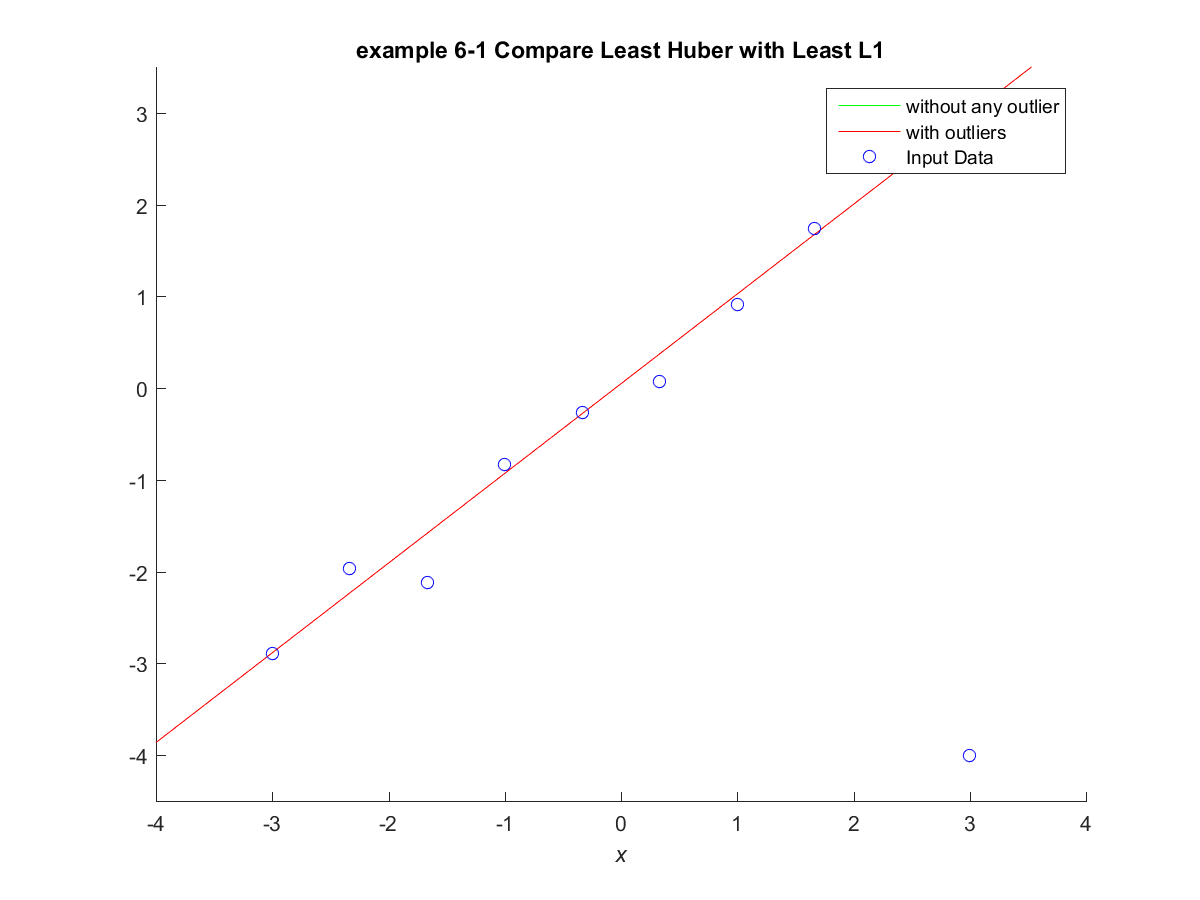 example 6-1 Compare Least Huber with Least L1
without any outlier
with outliers
Input Data
3
2
1
0
-1
-2
-3
-4
-4 -3 -2 -1 0 1 2 3 4
x